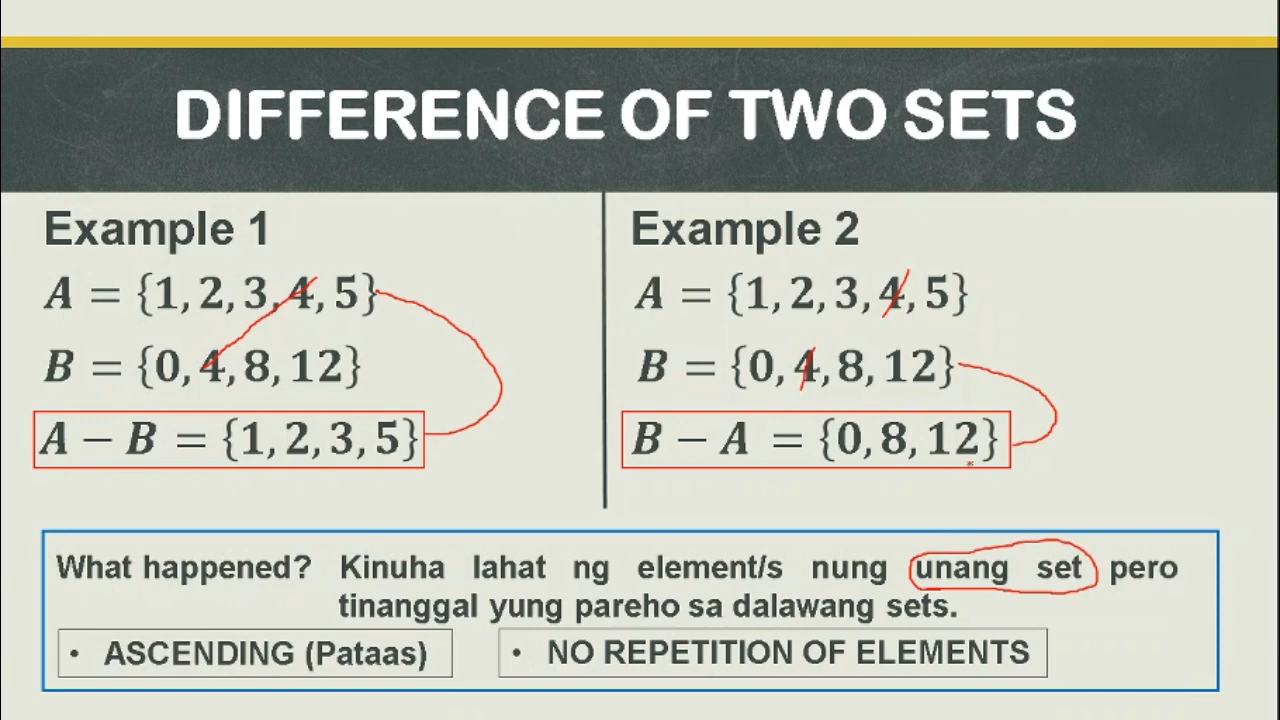 DIFFERENCE OF TWO SETS
Example 1
A = {1, 2, 3, 4, 5}
B = {0, 4, 8, 12}
A − B = {1, 2, 3, 5}
Example 2
A = {1, 2, 3, 4, 5}
B = {0, 4, 8, 12}
B − A = {0, 8, 12}
What happened? Kinuha lahat ng element/s nung unang set pero
tinanggal yung pareho sa dalawang sets.
• ASCENDING (Pataas)
• NO REPETITION OF ELEMENTS